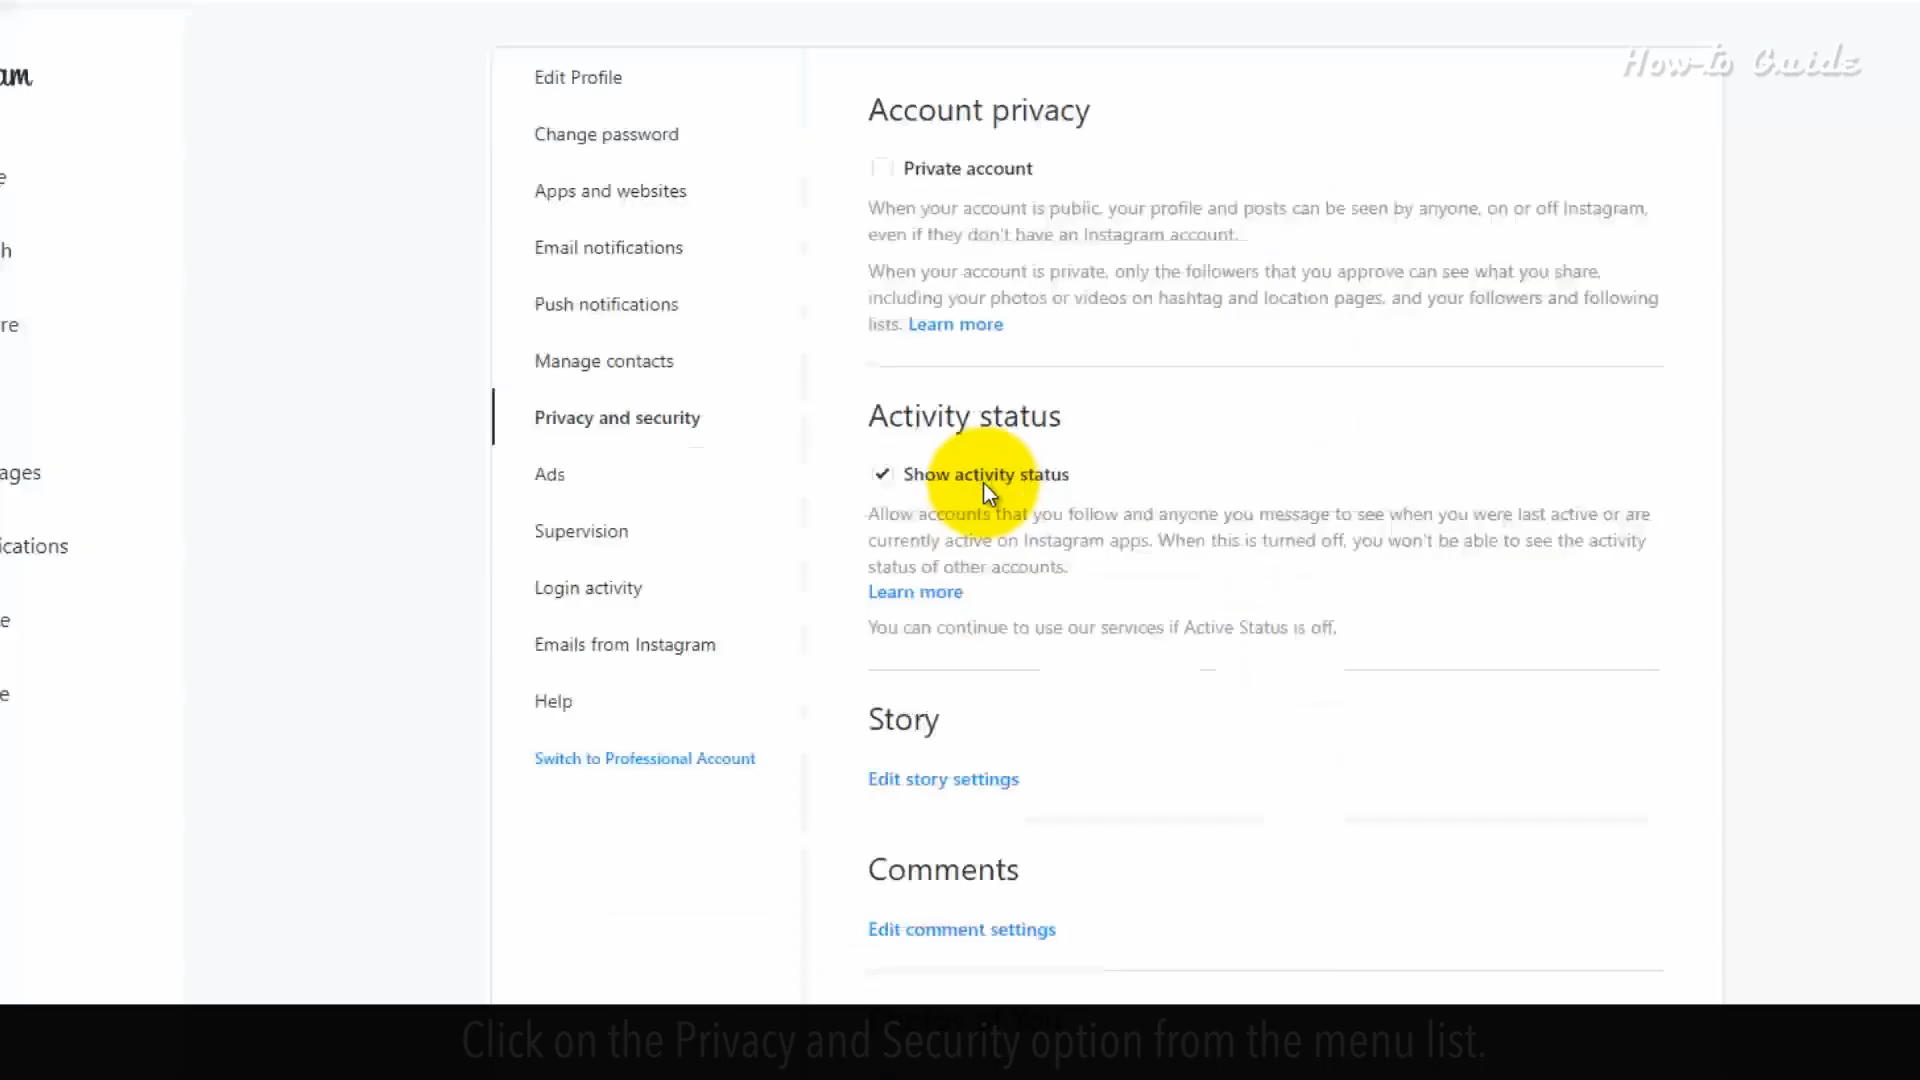 How-to Guide
am
e
h
re
ages
ications
e
e
Edit Profile
Change password
Apps and websites
Email notifications
Push notifications
Manage contacts
Privacy and security
Ads
Supervision
Login activity
Emails from Instagram
Help
Switch to Professional Account
Account privacy
Private account
When your account is public, your profile and posts can be seen by anyone, on or off Instagram,
even if they don't have an Instagram account.
When your account is private, only the followers that you approve can see what you share,
including your photos or videos on hashtag and location pages, and your followers and following
lists. Learn more
Activity status
Show activity status
Allow accounts that you follow and anyone you message to see when you were last active or are
currently active on Instagram apps. When this is turned off, you won't be able to see the activity
status of other accounts.
Learn more
You can continue to use our services if Active Status is off.
Story
Edit story settings
Comments
Edit comment settings
Click on the Privacy and Security option from the menu list.